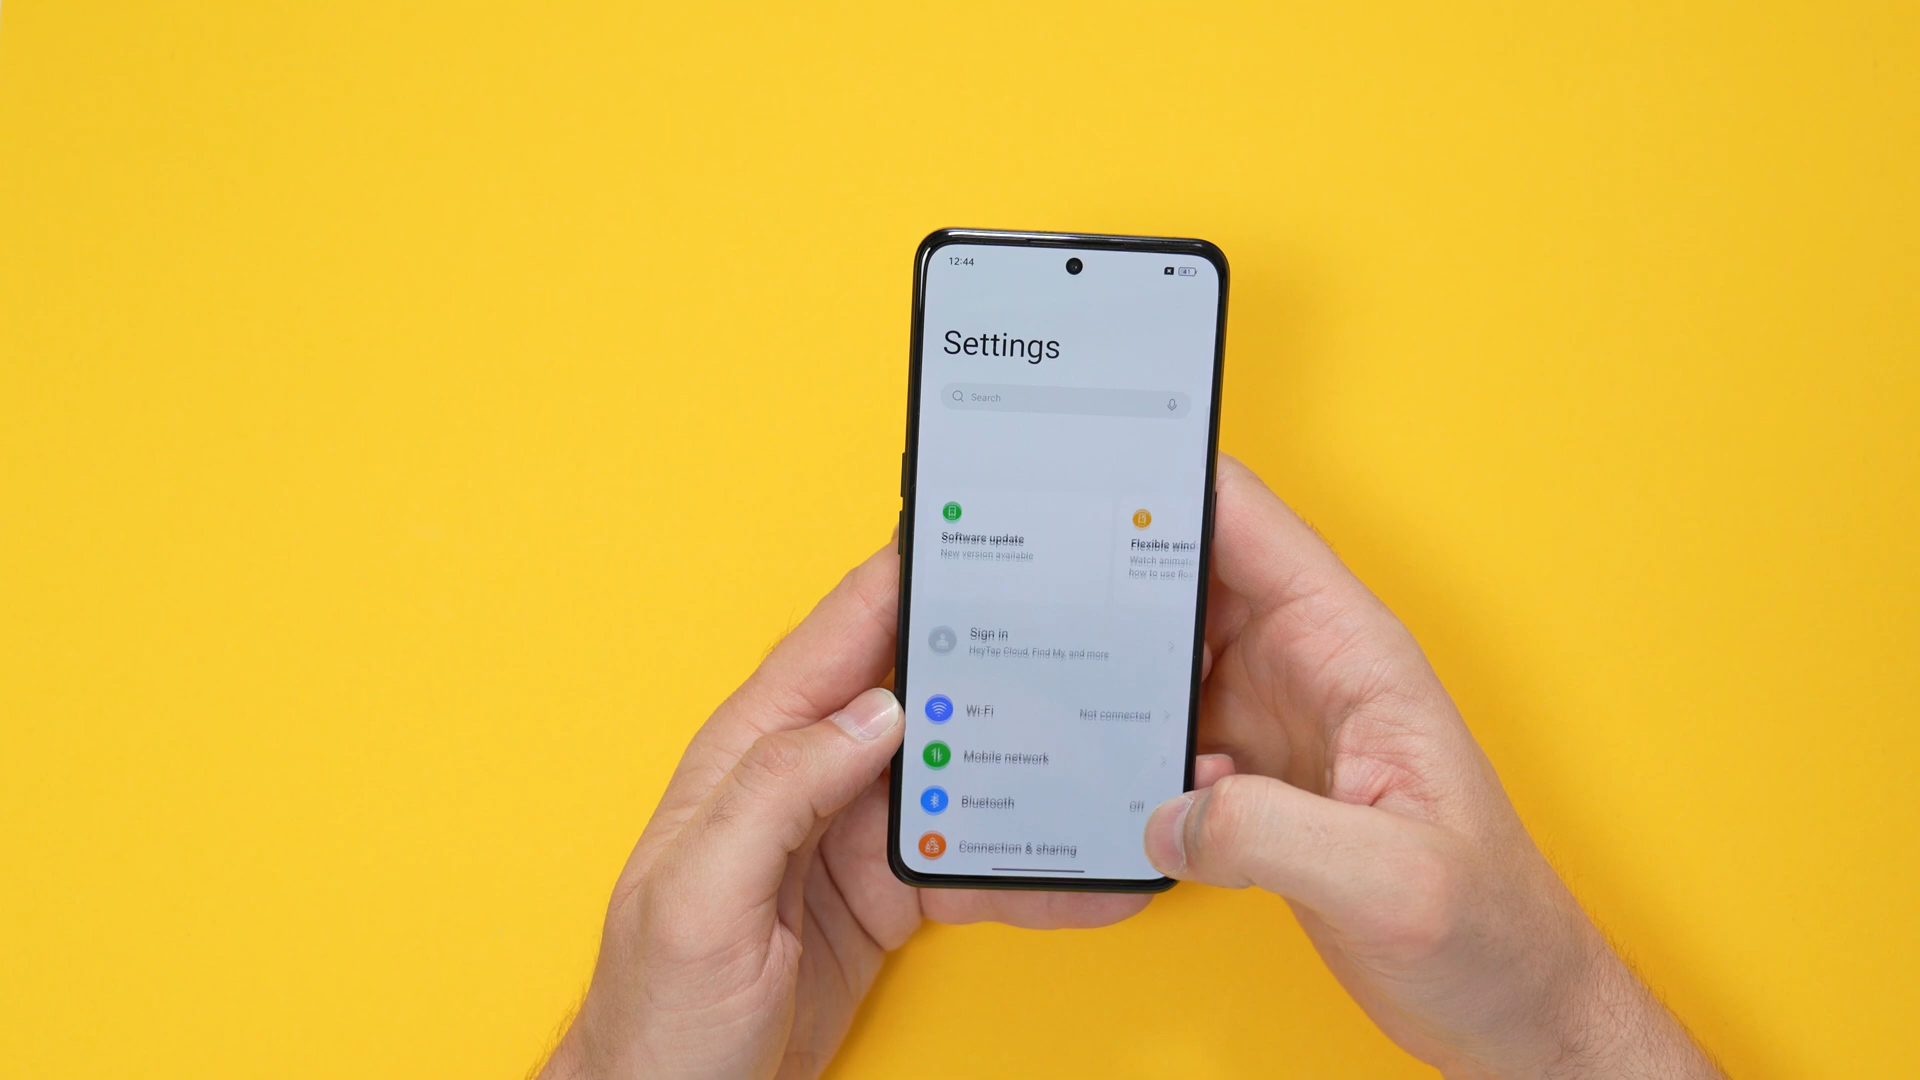 12:44
Settings
Search
Software update
New version available
Flexible wind
Watch animat
how to use
Sign in
HeyTap Cloud, Find My, and more
Wi-Fi
Not connected
Mobile network
Bluetooth
Off
Connection & sharing